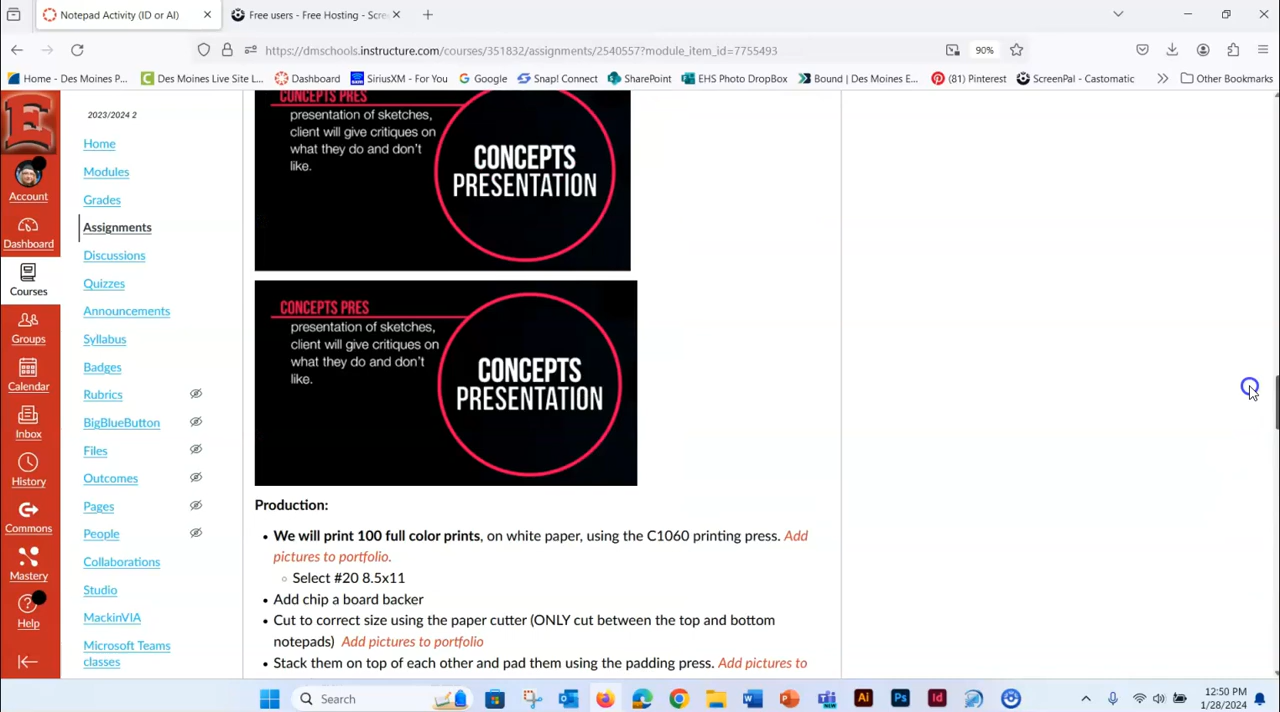 Notepad Activity (ID or AI)
Free users - Free Hosting - Scre
https://dmschools.instructure.com/courses/351832/assignments/2540557?module_item_id=7755493
90%
Home - Des Moines P...
Des Moines Live Site L...
Dashboard
SiriusXM - For You
Google
Snap! Connect
SharePoint
EHS Photo DropBox
Bound | Des Moines E...
(81) Pinterest
ScreenPal - Castomatic
Other Bookmarks
E
Account
Dashboard
Courses
Groups
Calendar
Inbox
History
Commons
Mastery
Help
2023/2024 2
Home
Modules
Grades
Assignments
Discussions
Quizzes
Announcements
Syllabus
Badges
Rubrics
BigBlueButton
Files
Outcomes
Pages
People
Collaborations
Studio
MackinVIA
Microsoft Teams
classes
CONCEPTS PRES
presentation of sketches,
client will give critiques on
what they do and don't
like.
CONCEPTS
PRESENTATION
CONCEPTS PRES
presentation of sketches,
client will give critiques on
what they do and don't
like.
CONCEPTS
PRESENTATION
Production:
• We will print 100 full color prints, on white paper, using the C1060 printing press. Add
pictures to portfolio.
◦ Select #20 8.5x11
• Add chip a board backer
• Cut to correct size using the paper cutter (ONLY cut between the top and bottom
notepads) Add pictures to portfolio
• Stack them on top of each other and pad them using the padding press. Add pictures to
Search
12:50 PM
1/28/2024